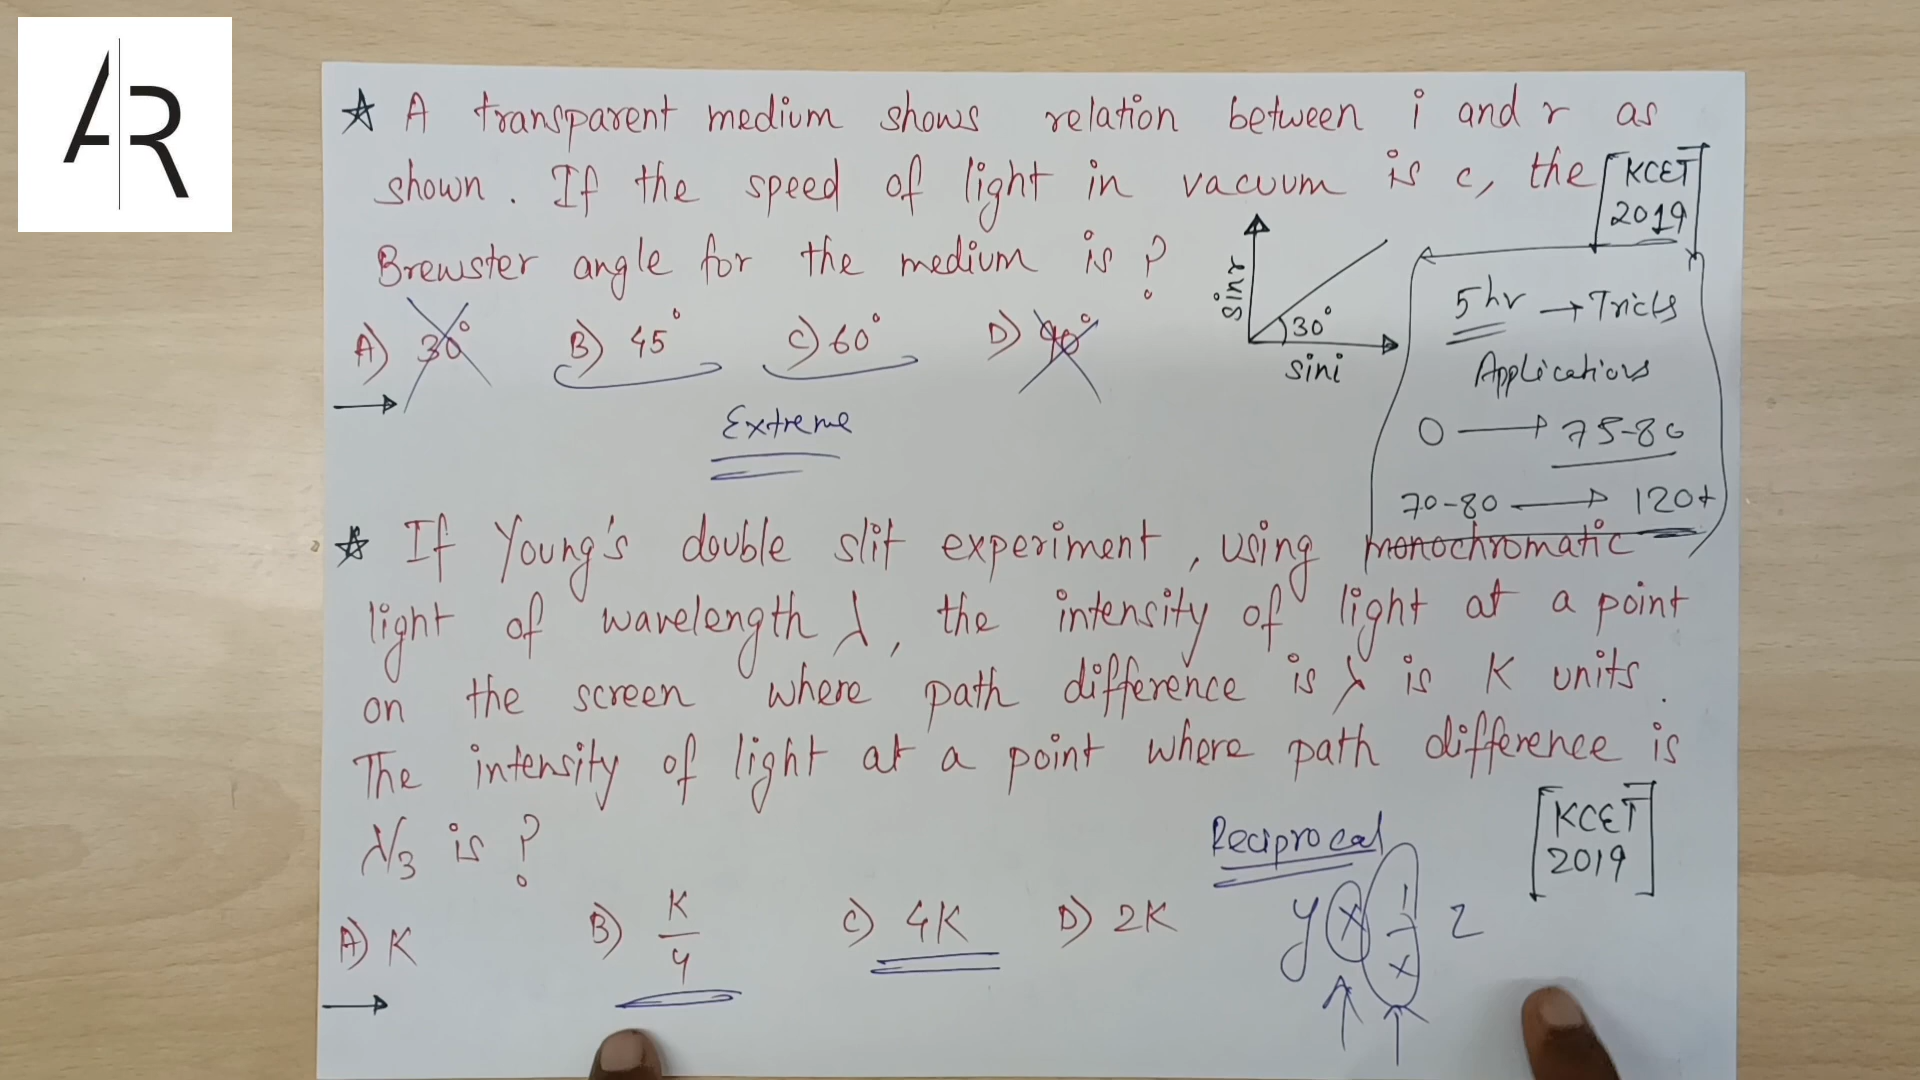 AR
☆ A transparent medium shows relation between i and r as
shown. If the speed of light in vacuum is c, the
[KCET
2019]
Brewster angle for the medium is ?
A) 30° B) 45° C) 60° D) 90°
sinr
30°
sini
Extreme
5hr → Tricks
Applications
0 → 75-80
70-80 → 120+
☆ If Young's double slit experiment, using monochromatic
light of wavelength λ, the intensity of light at a point
on the screen where path difference is λ is K units.
The intensity of light at a point where path difference is
λ/3 is ?
[KCET
2019]
Reciprocal
A) K B) K/4 C) 4K D) 2K
y x 1/x z